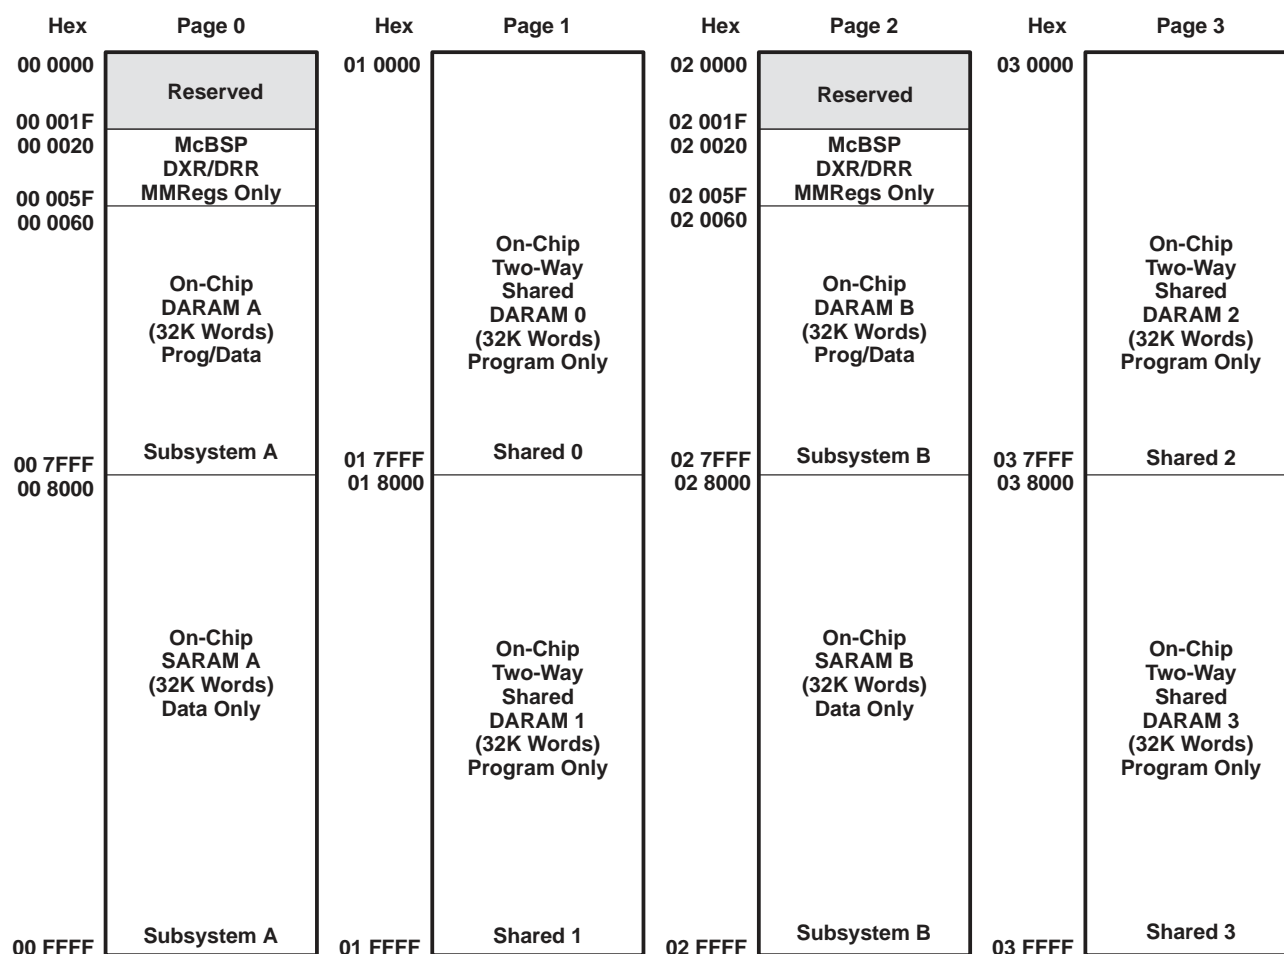 Hex Page 0 Hex Page 1 Hex Page 2 Hex Page 3
00 0000
Reserved
00 001F
00 0020
McBSP
DXR/DRR
MMRegs Only
00 005F
00 0060
On-Chip
DARAM A
(32K Words)
Prog/Data
Subsystem A
00 7FFF
00 8000
On-Chip
SARAM A
(32K Words)
Data Only
Subsystem A
00 FFFF
01 0000
On-Chip
Two-Way
Shared
DARAM 0
(32K Words)
Program Only
Shared 0
01 7FFF
01 8000
On-Chip
Two-Way
Shared
DARAM 1
(32K Words)
Program Only
Shared 1
01 FFFF
02 0000
Reserved
02 001F
02 0020
McBSP
DXR/DRR
MMRegs Only
02 005F
02 0060
On-Chip
DARAM B
(32K Words)
Prog/Data
Subsystem B
02 7FFF
02 8000
On-Chip
SARAM B
(32K Words)
Data Only
Subsystem B
02 FFFF
03 0000
On-Chip
Two-Way
Shared
DARAM 2
(32K Words)
Program Only
Shared 2
03 7FFF
03 8000
On-Chip
Two-Way
Shared
DARAM 3
(32K Words)
Program Only
Shared 3
03 FFFF